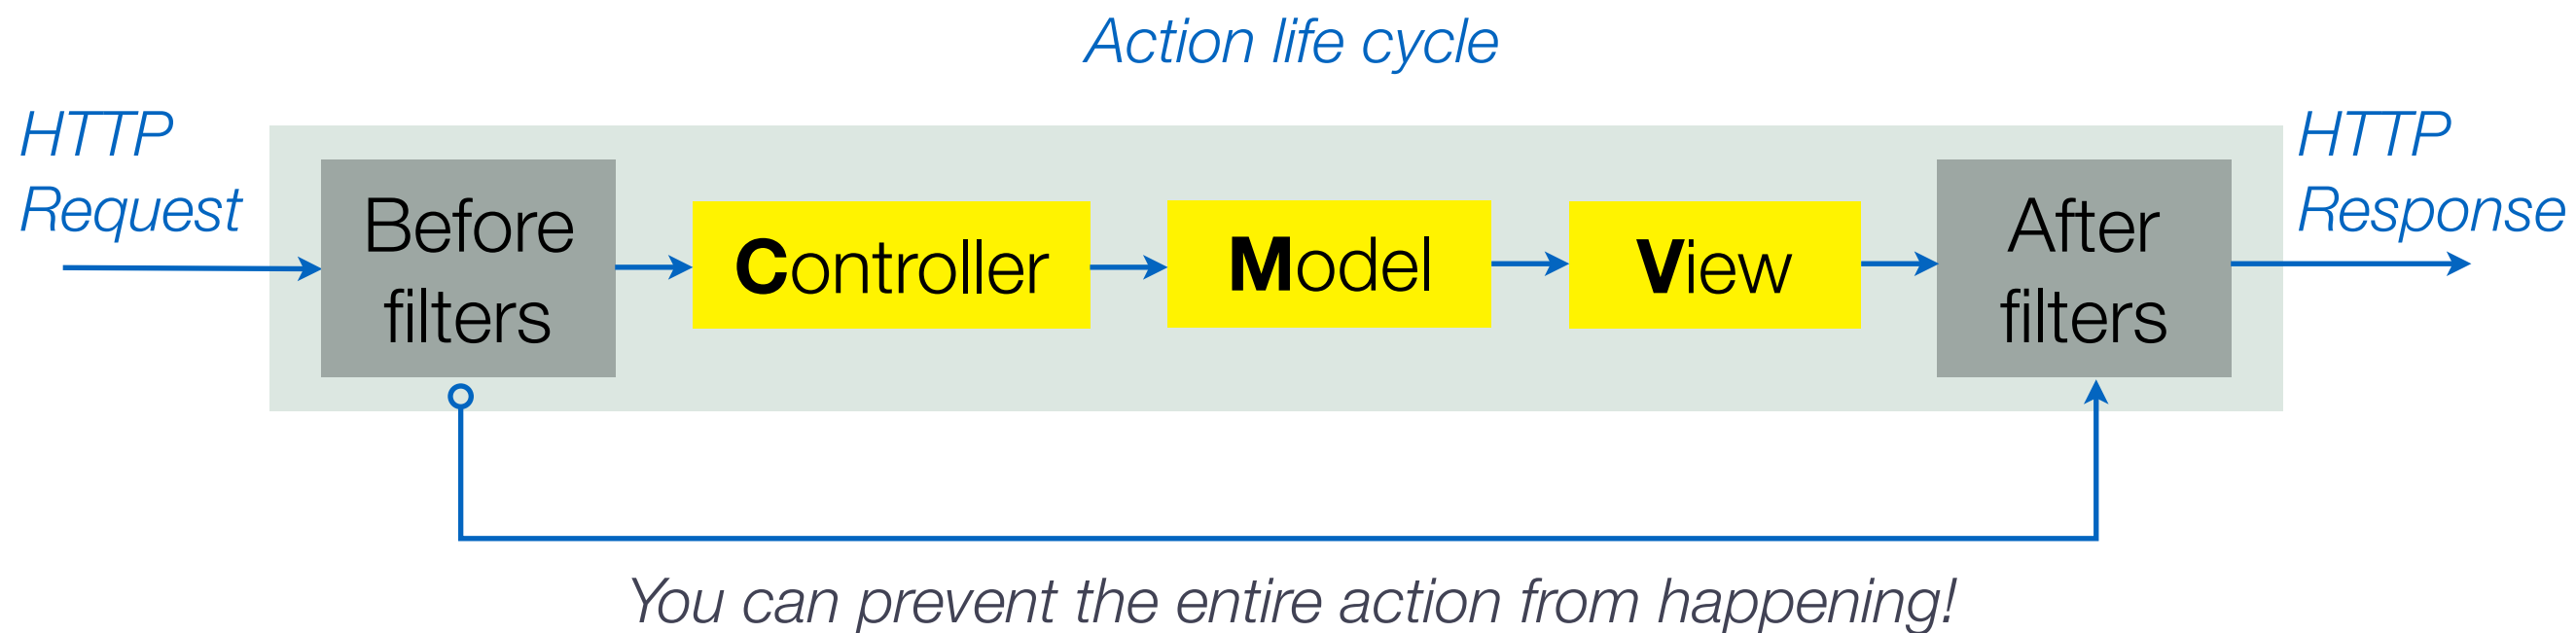 Action life cycle
HTTP
Request
Before
filters
Controller
Model
View
After
filters
HTTP
Response
You can prevent the entire action from happening!